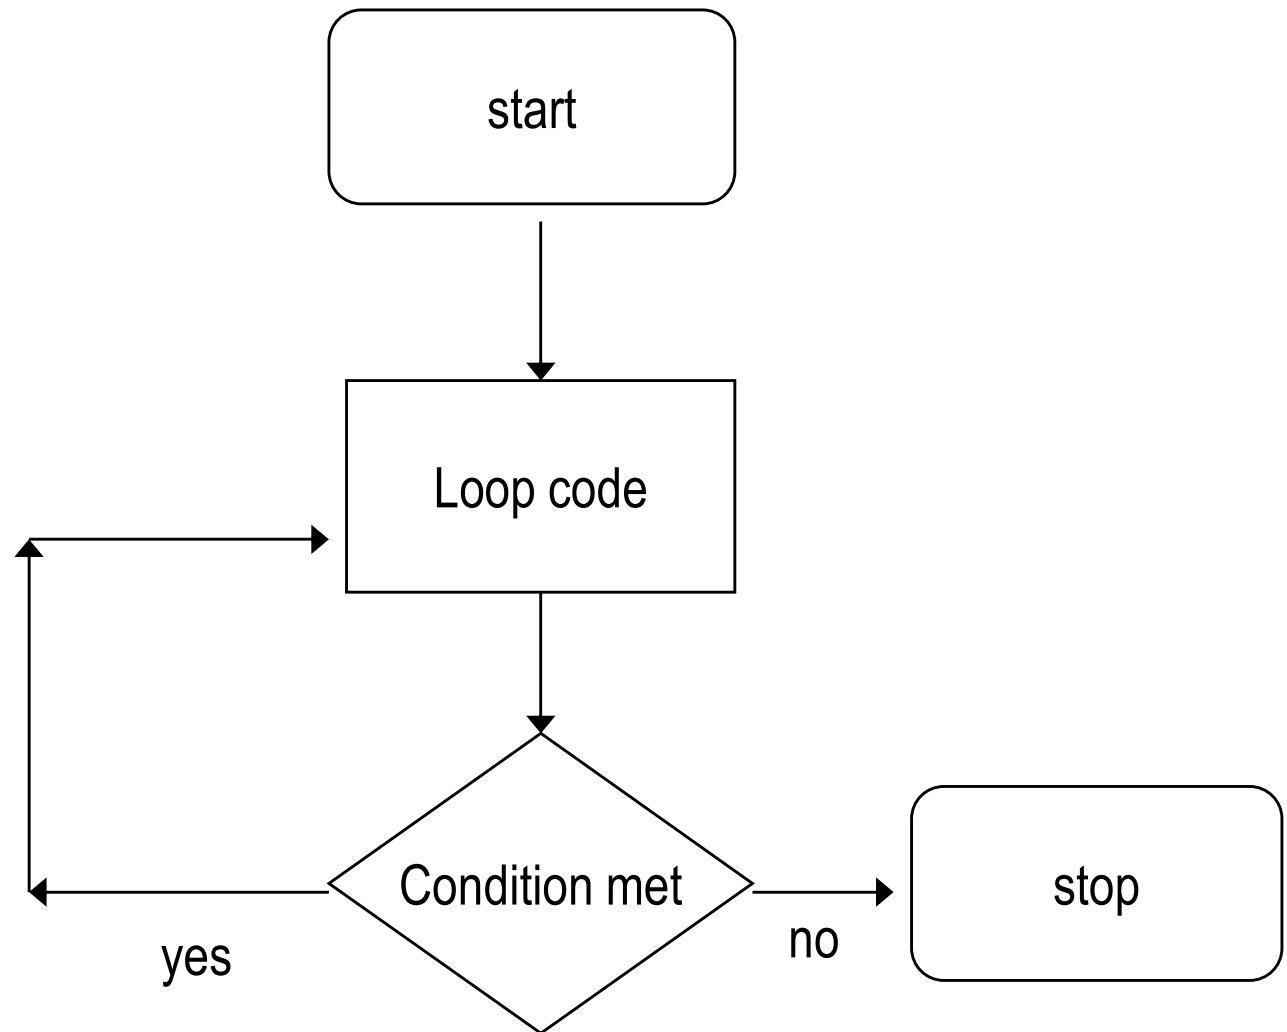 start
Loop code
Condition met
stop
yes
no